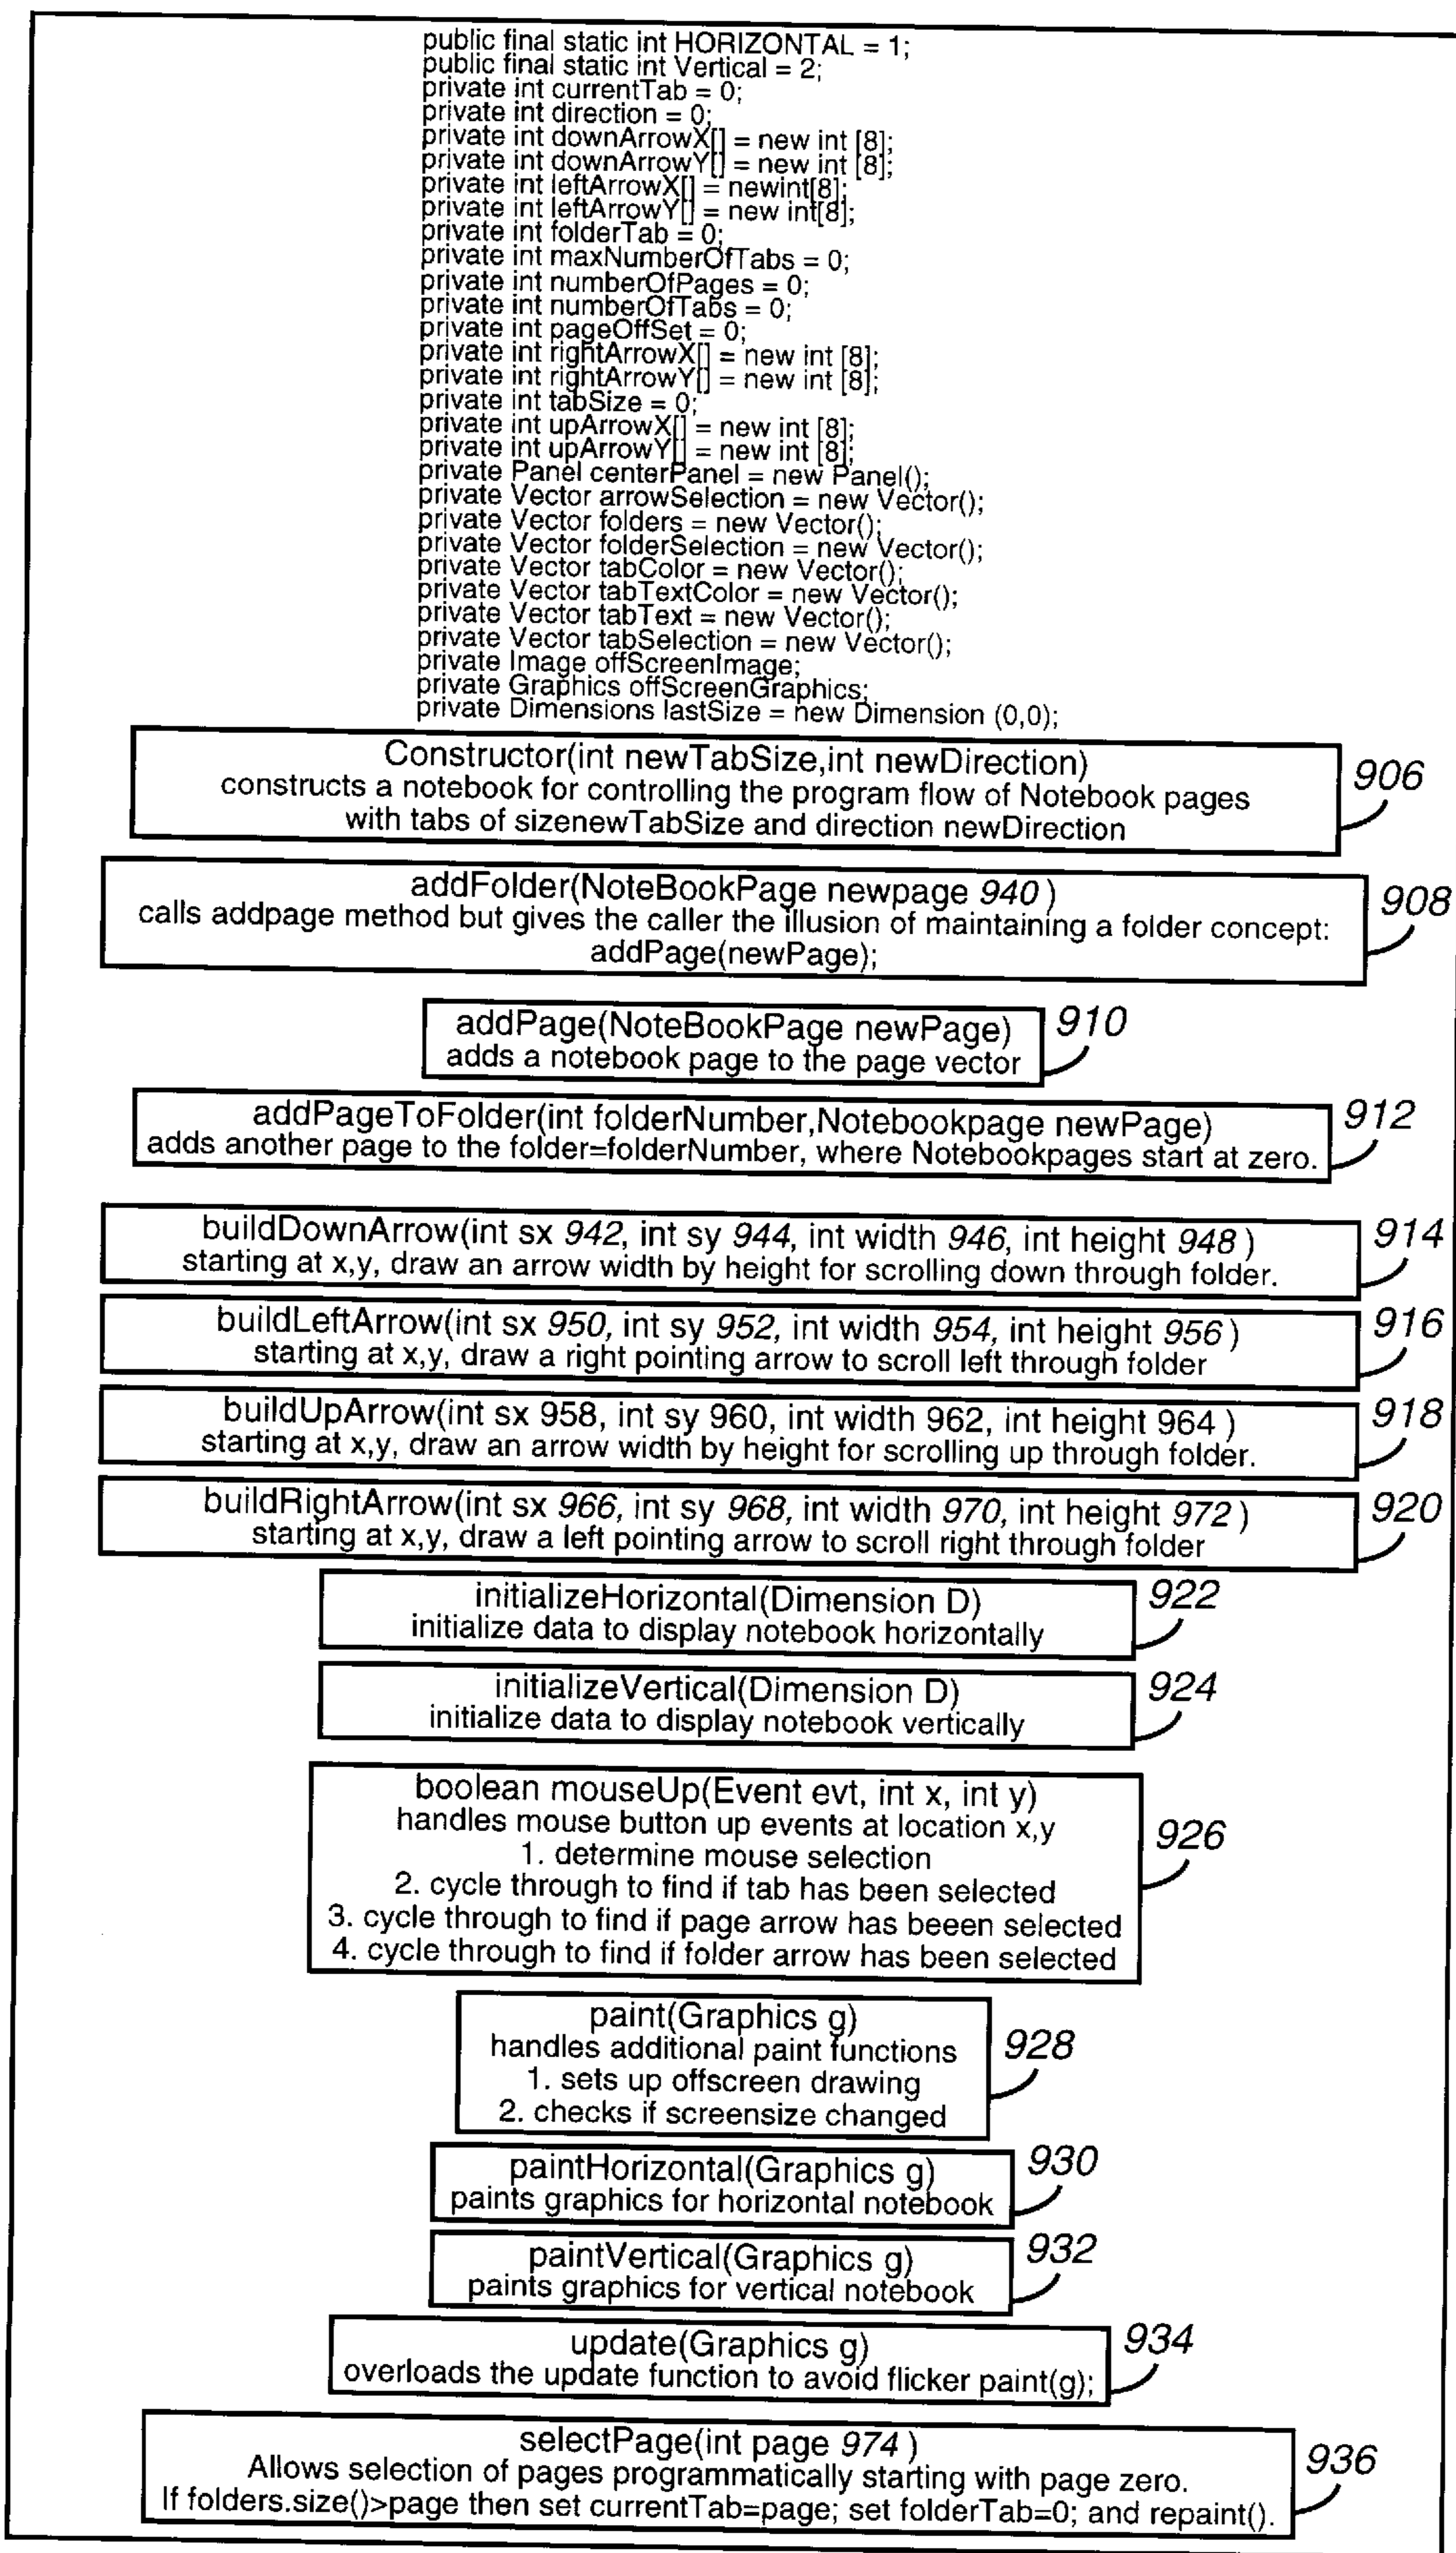 public final static int HORIZONTAL = 1;
public final static int Vertical = 2;
private int currentTab = 0;
private int direction = 0;
private int downArrowX[] = new int [8];
private int downArrowY[] = new int [8];
private int leftArrowX[] = newint[8];
private int leftArrowY[] = new int[8];
private int folderTab = 0;
private int maxNumberOfTabs = 0;
private int numberOfPages = 0;
private int numberOfTabs = 0;
private int pageOffSet = 0;
private int rightArrowX[] = new int [8];
private int rightArrowY[] = new int [8];
private int tabSize = 0;
private int upArrowX[] = new int [8];
private int upArrowY[] = new int [8];
private Panel centerPanel = new Panel();
private Vector arrowSelection = new Vector();
private Vector folders = new Vector();
private Vector folderSelection = new Vector();
private Vector tabColor = new Vector();
private Vector tabTextColor = new Vector();
private Vector tabText = new Vector();
private Vector tabSelection = new Vector();
private Image offScreenImage;
private Graphics offScreenGraphics;
private Dimensions lastSize = new Dimension (0,0);
Constructor(int newTabSize,int newDirection)
constructs a notebook for controlling the program flow of Notebook pages
with tabs of sizenewTabSize and direction newDirection
906
addFolder(NoteBookPage newpage 940 )
calls addpage method but gives the caller the illusion of maintaining a folder concept:
addPage(newPage);
908
addPage(NoteBookPage newPage)
adds a notebook page to the page vector
910
addPageToFolder(int folderNumber,Notebookpage newPage)
adds another page to the folder=folderNumber, where Notebookpages start at zero.
912
buildDownArrow(int sx 942, int sy 944, int width 946, int height 948 )
starting at x,y, draw an arrow width by height for scrolling down through folder.
914
buildLeftArrow(int sx 950, int sy 952, int width 954, int height 956 )
starting at x,y, draw a right pointing arrow to scroll left through folder
916
buildUpArrow(int sx 958, int sy 960, int width 962, int height 964 )
starting at x,y, draw an arrow width by height for scrolling up through folder.
918
buildRightArrow(int sx 966, int sy 968, int width 970, int height 972 )
starting at x,y, draw a left pointing arrow to scroll right through folder
920
initializeHorizontal(Dimension D)
initialize data to display notebook horizontally
922
initializeVertical(Dimension D)
initialize data to display notebook vertically
924
boolean mouseUp(Event evt, int x, int y)
handles mouse button up events at location x,y
1. determine mouse selection
2. cycle through to find if tab has been selected
3. cycle through to find if page arrow has beeen selected
4. cycle through to find if folder arrow has been selected
926
paint(Graphics g)
handles additional paint functions
1. sets up offscreen drawing
2. checks if screensize changed
928
paintHorizontal(Graphics g)
paints graphics for horizontal notebook
930
paintVertical(Graphics g)
paints graphics for vertical notebook
932
update(Graphics g)
overloads the update function to avoid flicker paint(g);
934
selectPage(int page 974 )
Allows selection of pages programmatically starting with page zero.
If folders.size()>page then set currentTab=page; set folderTab=0; and repaint().
936